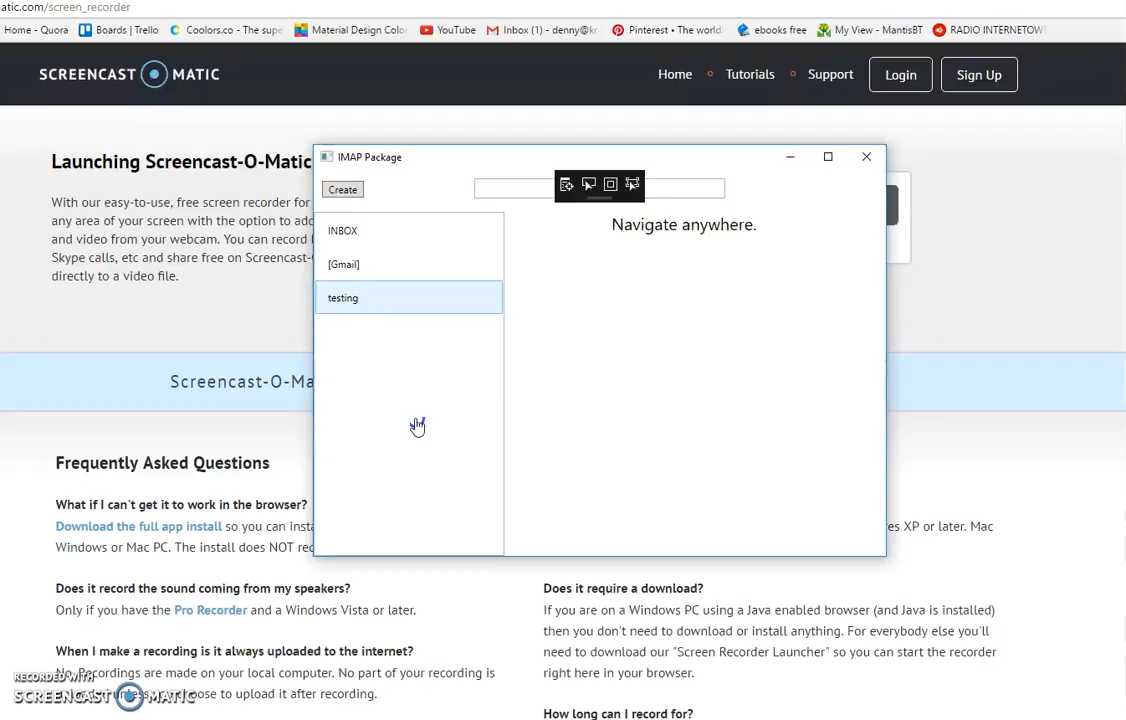 atic.com/screen_recorder
Home - Quora Boards | Trello Coolors.co - The supe Material Design Color YouTube Inbox (1) - denny@kr Pinterest • The world' ebooks free My View - MantisBT RADIO INTERNETOW
SCREENCAST MATIC
Home Tutorials Support Login Sign Up
Launching Screencast-O-Matic
With our easy-to-use, free screen recorder for
any area of your screen with the option to add
and video from your webcam. You can record
Skype calls, etc and share free on Screencast-
directly to a video file.
Screencast-O-Ma
IMAP Package
Create
INBOX
[Gmail]
testing
Navigate anywhere.
Frequently Asked Questions
What if I can't get it to work in the browser?
Download the full app install so you can inst
Windows or Mac PC. The install does NOT rec
es XP or later. Mac
Does it record the sound coming from my speakers?
Only if you have the Pro Recorder and a Windows Vista or later.
When I make a recording is it always uploaded to the internet?
No. Recordings are made on your local computer. No part of your recording is
choose to upload it after recording.
Does it require a download?
If you are on a Windows PC using a Java enabled browser (and Java is installed)
then you don't need to download or install anything. For everybody else you'll
need to download our "Screen Recorder Launcher" so you can start the recorder
right here in your browser.
How long can I record for?
RECORDED WITH
SCREENCAST MATIC